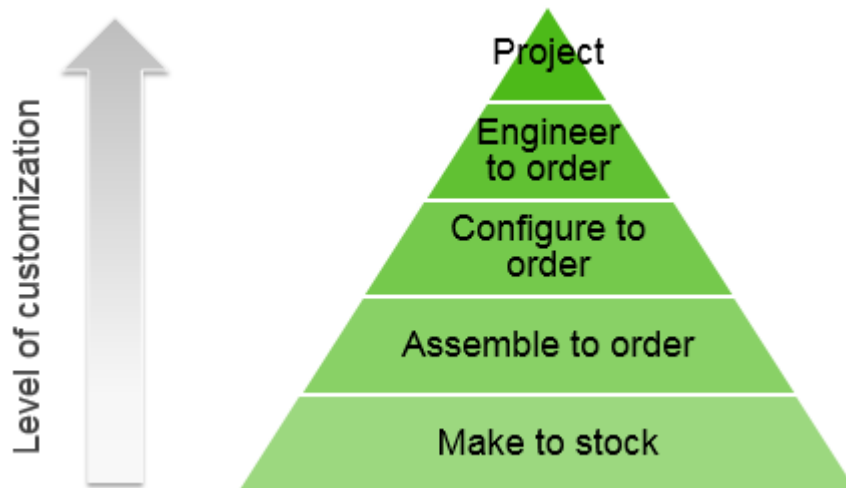 Level of customization
Project
Engineer
to order
Configure to
order
Assemble to order
Make to stock